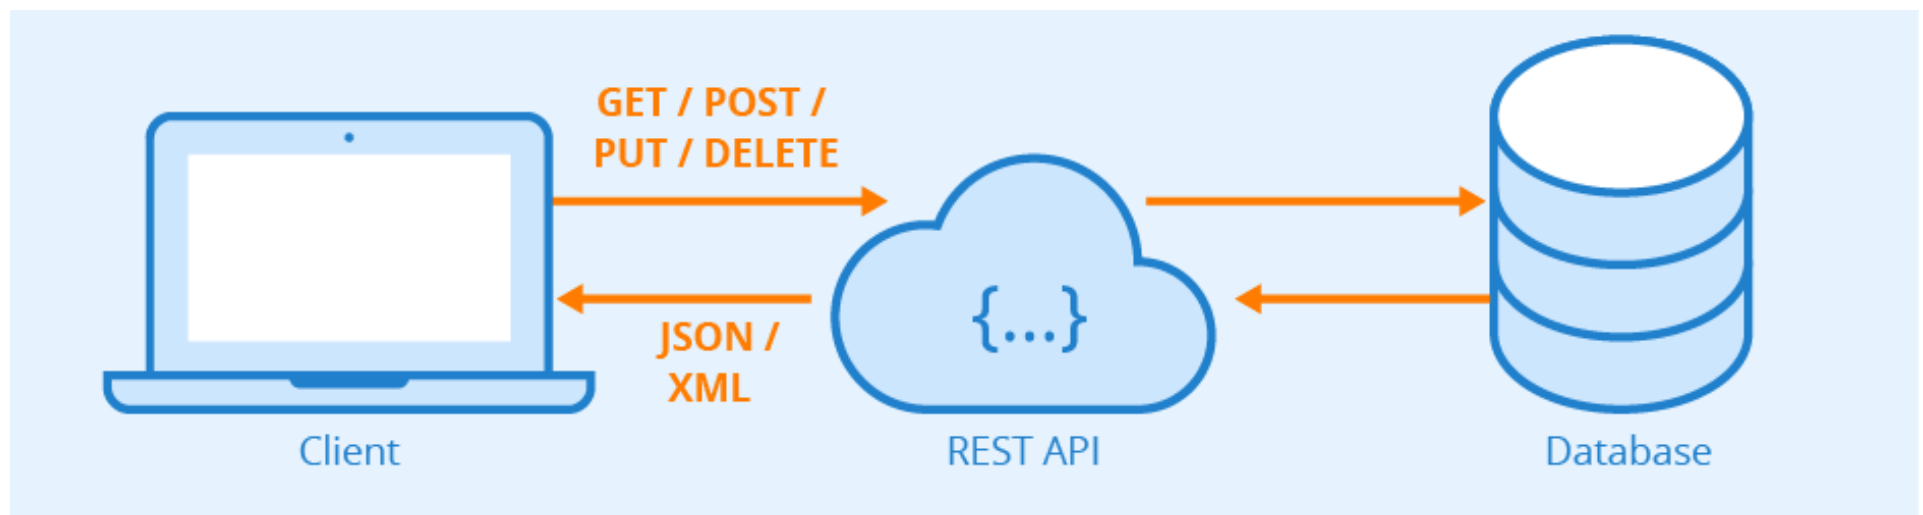 GET / POST /
PUT / DELETE
{...}
JSON /
XML
Client
REST API
Database